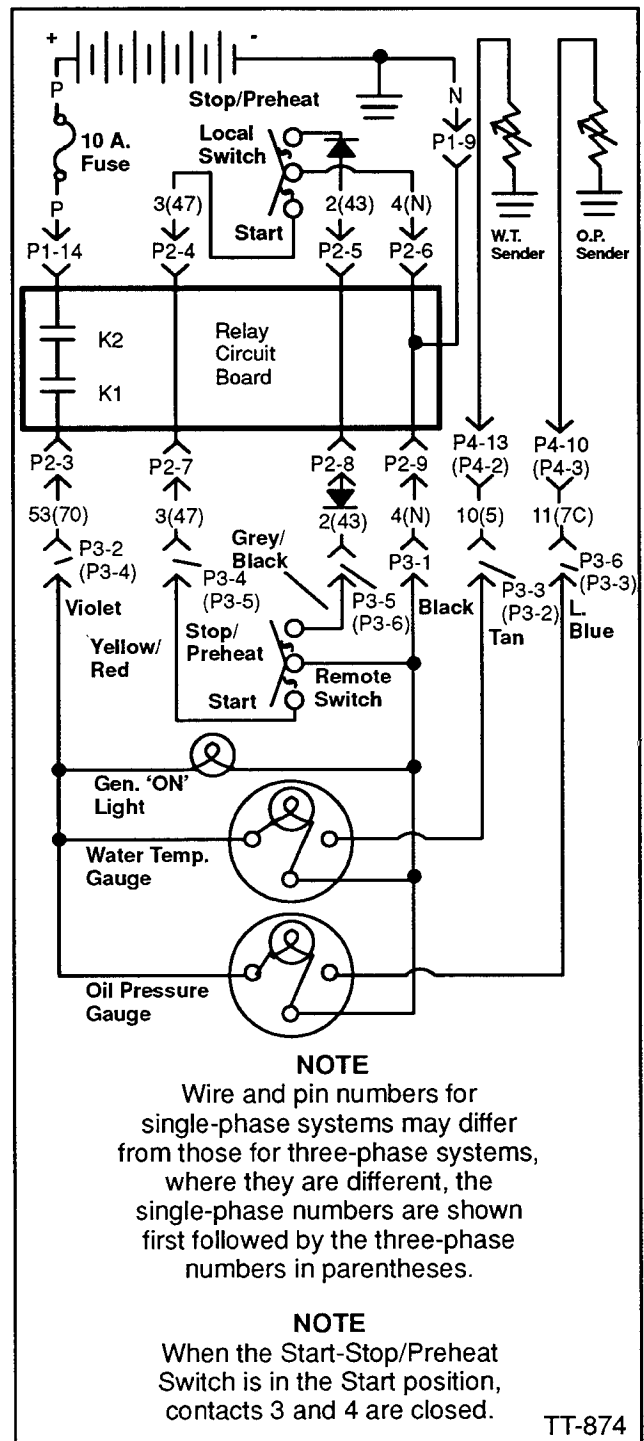 + -
P
N
Stop/Preheat
10 A.
Fuse
Local
Switch
P1-9
P
3(47)
2(43)
4(N)
Start
P1-14
P2-4
P2-5
P2-6
W.T.
Sender
O.P.
Sender
K2
K1
Relay
Circuit
Board
P2-3
P2-7
P2-8
P2-9
P4-13
(P4-2)
P4-10
(P4-3)
53(70)
3(47)
2(43)
4(N)
10(5)
11(7C)
Grey/
Black
P3-2
(P3-4)
P3-4
(P3-5)
P3-5
(P3-6)
P3-1
P3-3
(P3-2)
P3-6
(P3-3)
Violet
Yellow/
Red
Stop/
Preheat
Black
Tan
L.
Blue
Start
Remote
Switch
Gen. 'ON'
Light
Water Temp.
Gauge
Oil Pressure
Gauge
NOTE
Wire and pin numbers for
single-phase systems may differ
from those for three-phase systems,
where they are different, the
single-phase numbers are shown
first followed by the three-phase
numbers in parentheses.
NOTE
When the Start-Stop/Preheat
Switch is in the Start position,
contacts 3 and 4 are closed.
TT-874